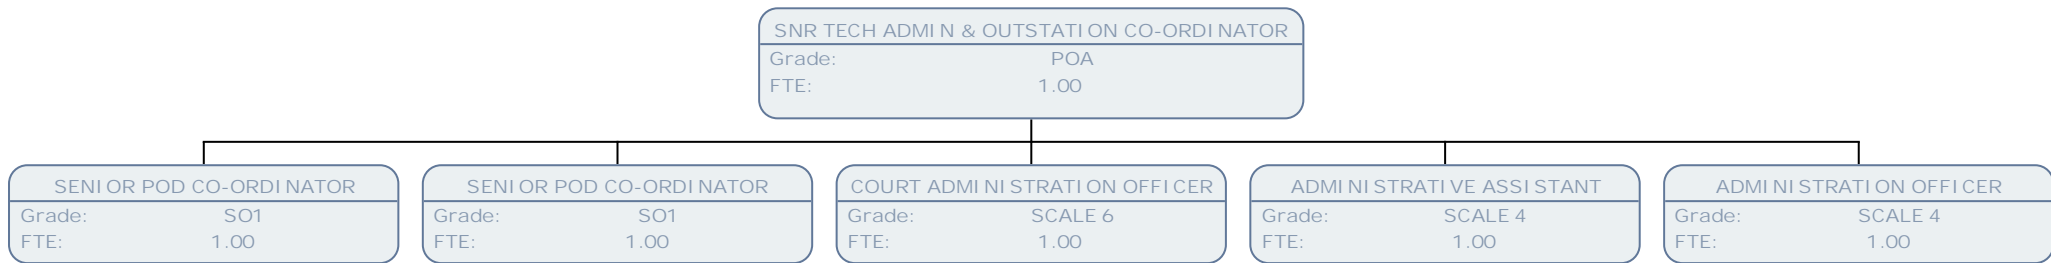 SNR TECH ADMIN & OUTSTATION CO-ORDINATOR
Grade: POA
FTE: 1.00
SENIOR POD CO-ORDINATOR
Grade: SO1
FTE: 1.00
SENIOR POD CO-ORDINATOR
Grade: SO1
FTE: 1.00
COURT ADMINISTRATION OFFICER
Grade: SCALE 6
FTE: 1.00
ADMINISTRATIVE ASSISTANT
Grade: SCALE 4
FTE: 1.00
ADMINISTRATION OFFICER
Grade: SCALE 4
FTE: 1.00